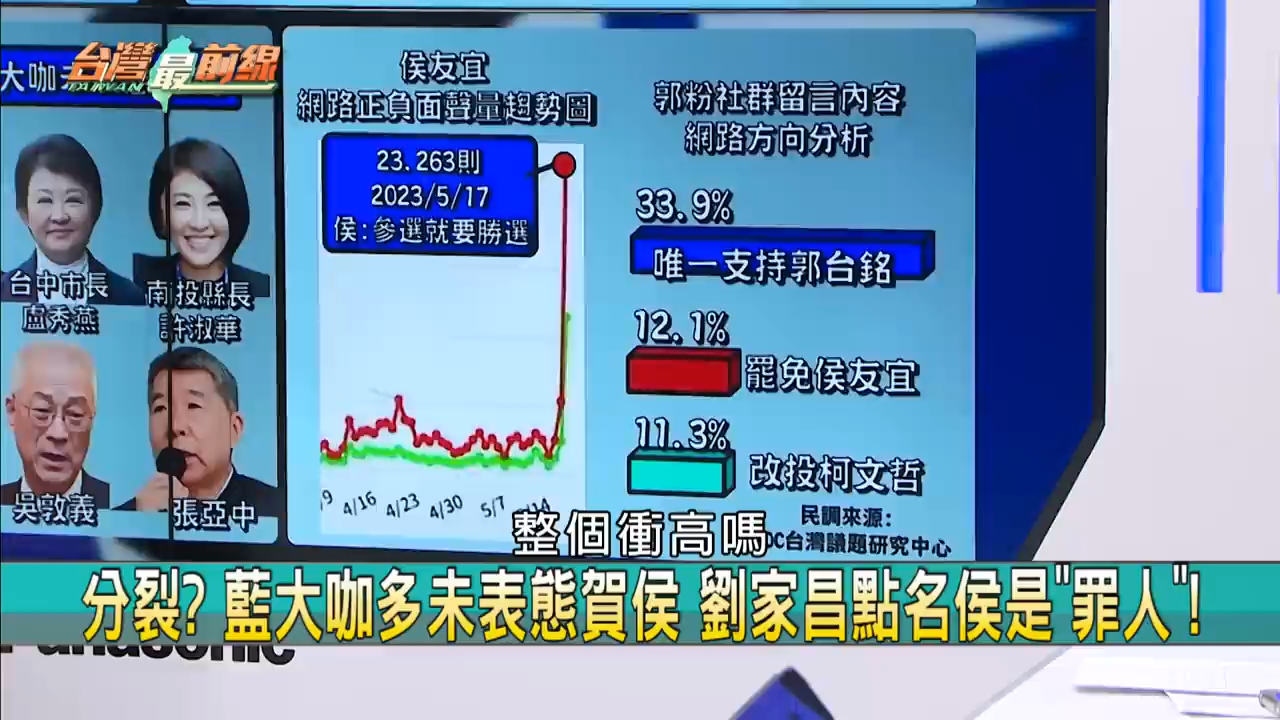 台灣最前線
TAIWAN
大咖
台中市長
盧秀燕
南投縣長
許淑華
吳敦義
張亞中
侯友宜
網路正負面聲量趨勢圖
23.263則
2023/5/17
侯:參選就要勝選
4/16 4/23 4/30 5/7
郭粉社群留言內容
網路方向分析
33.9%
唯一支持郭台銘
12.1%
罷免侯友宜
11.3%
改投柯文哲
民調來源:
台灣議題研究中心
整個衝高嗎
分裂? 藍大咖多未表態賀侯 劉家昌點名侯是"罪人"!
Panasonic